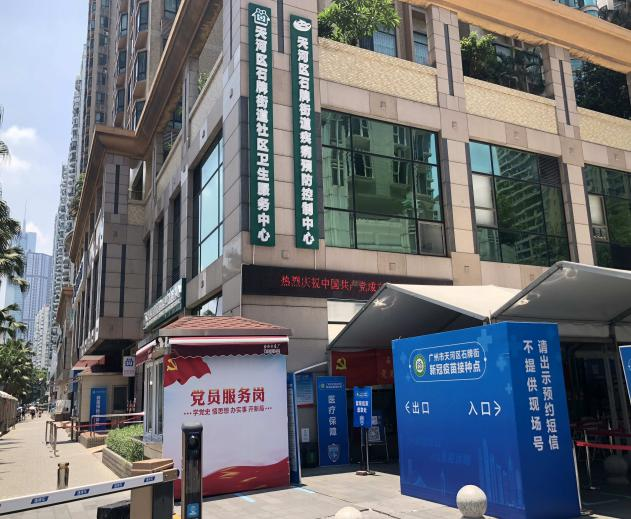 天河区石牌街道社区卫生服务中心
天河区石牌街道疾病预防控制中心
热烈庆祝中国共产党成立
党员服务岗
学党史 悟思想 办实事 开新局
医疗保障
广州市天河区石牌街
新冠疫苗接种点
出口
入口
请出示预约短信
不提供现场号